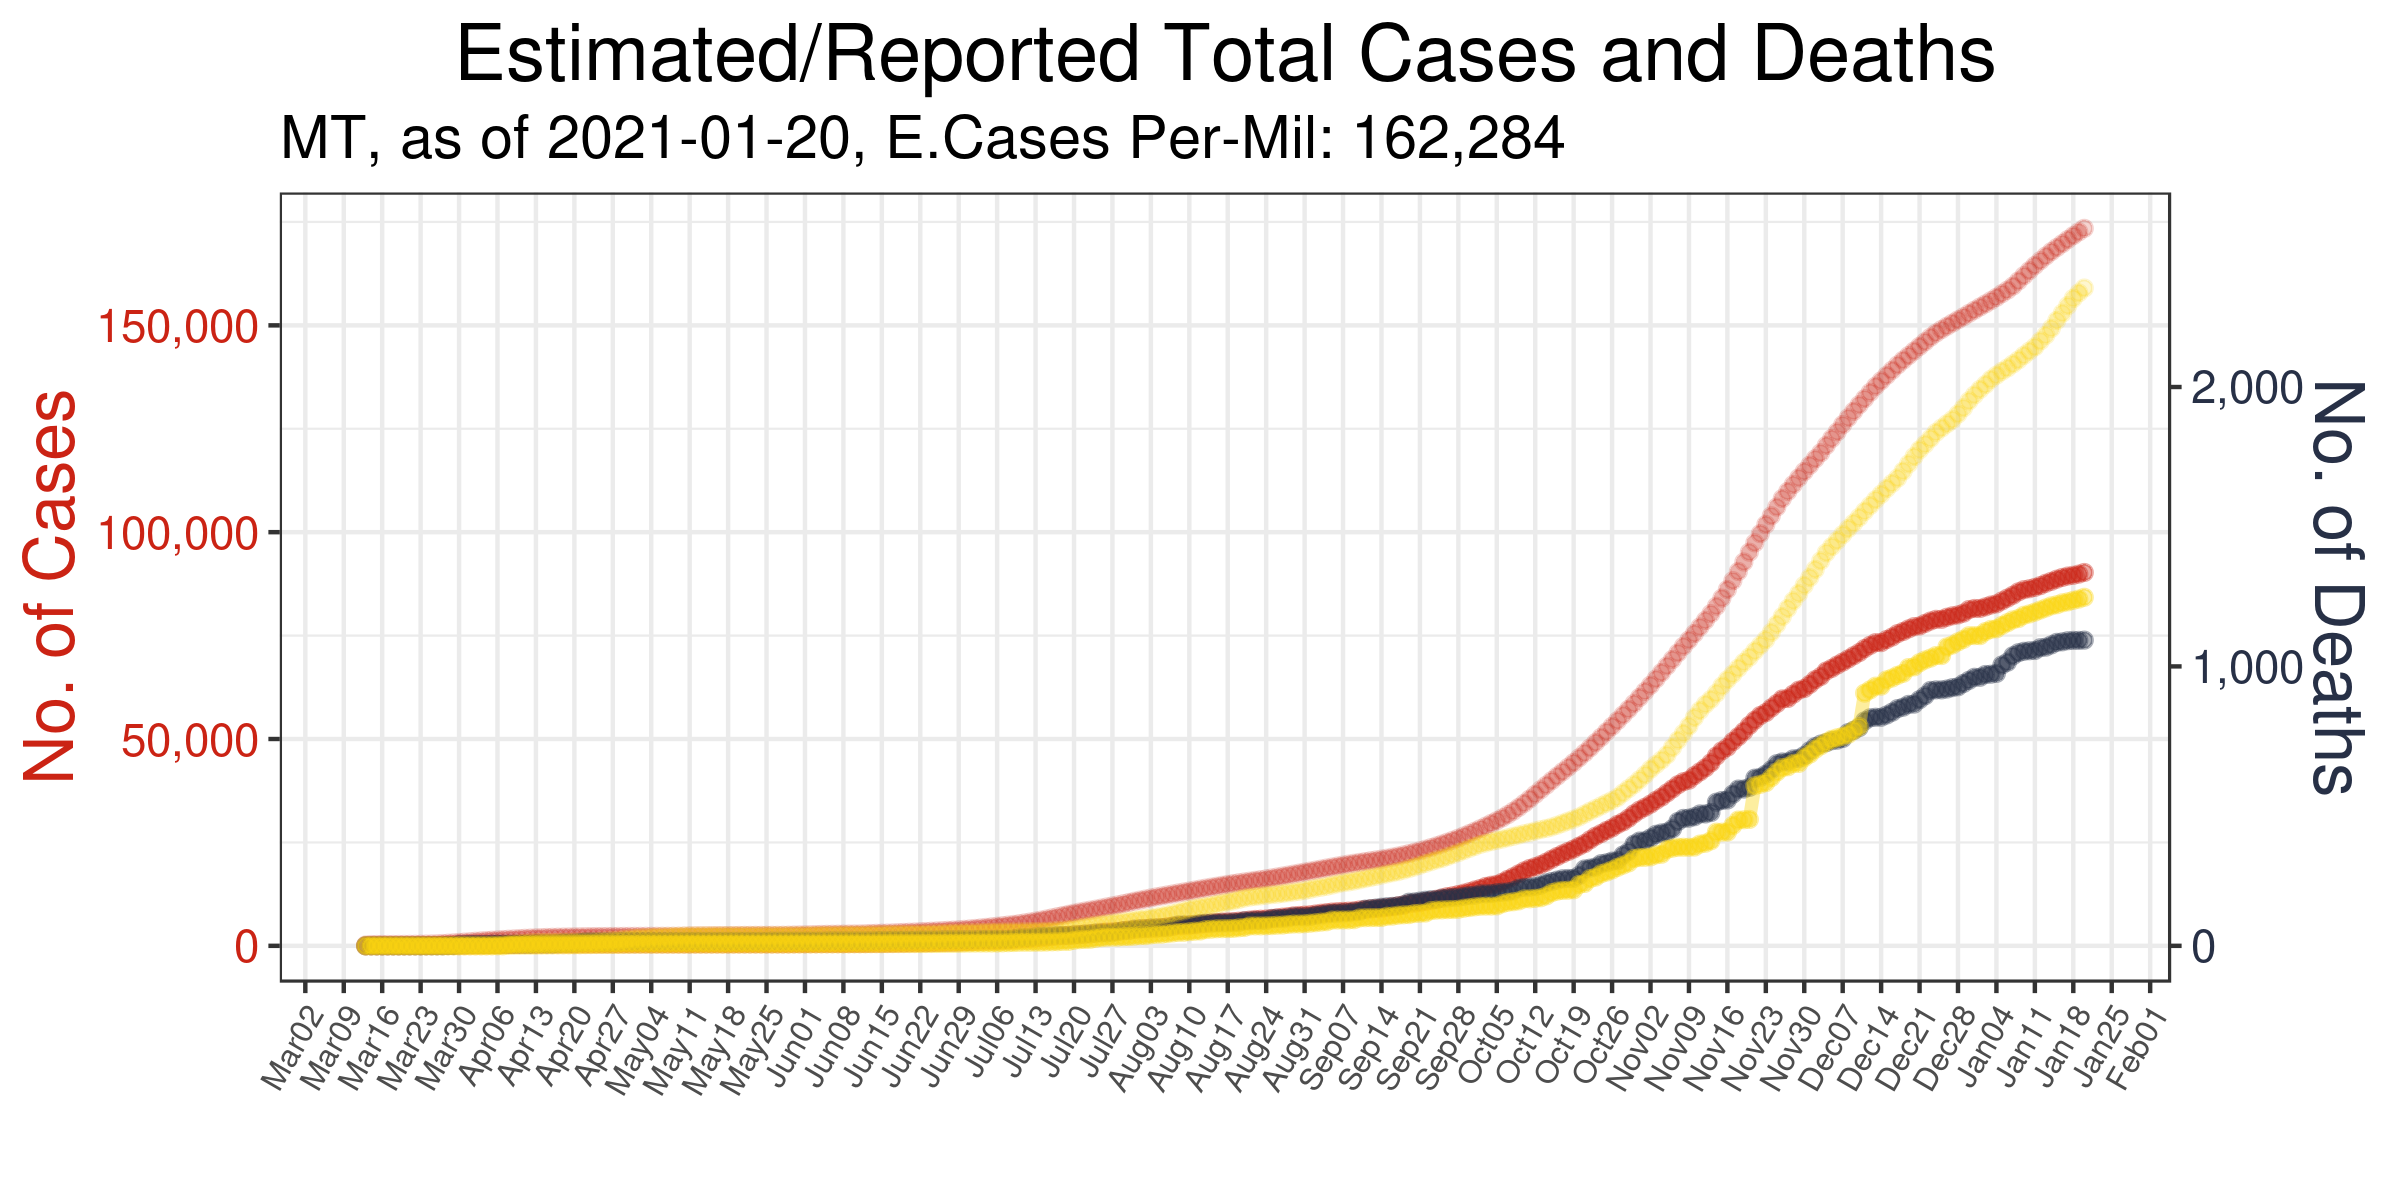 Estimated/Reported Total Cases and Deaths
MT, as of 2021-01-20, E.Cases Per-Mil: 162,284
No. of Cases
150,000
100,000
50,000
0
No. of Deaths
2,000
1,000
0
Mar02
Mar09
Mar16
Mar23
Mar30
Apr06
Apr13
Apr20
Apr27
May04
May11
May18
May25
Jun01
Jun08
Jun15
Jun22
Jun29
Jul06
Jul13
Jul20
Jul27
Aug03
Aug10
Aug17
Aug24
Aug31
Sep07
Sep14
Sep21
Sep28
Oct05
Oct12
Oct19
Oct26
Nov02
Nov09
Nov16
Nov23
Nov30
Dec07
Dec14
Dec21
Dec28
Jan04
Jan11
Jan18
Jan25
Feb01